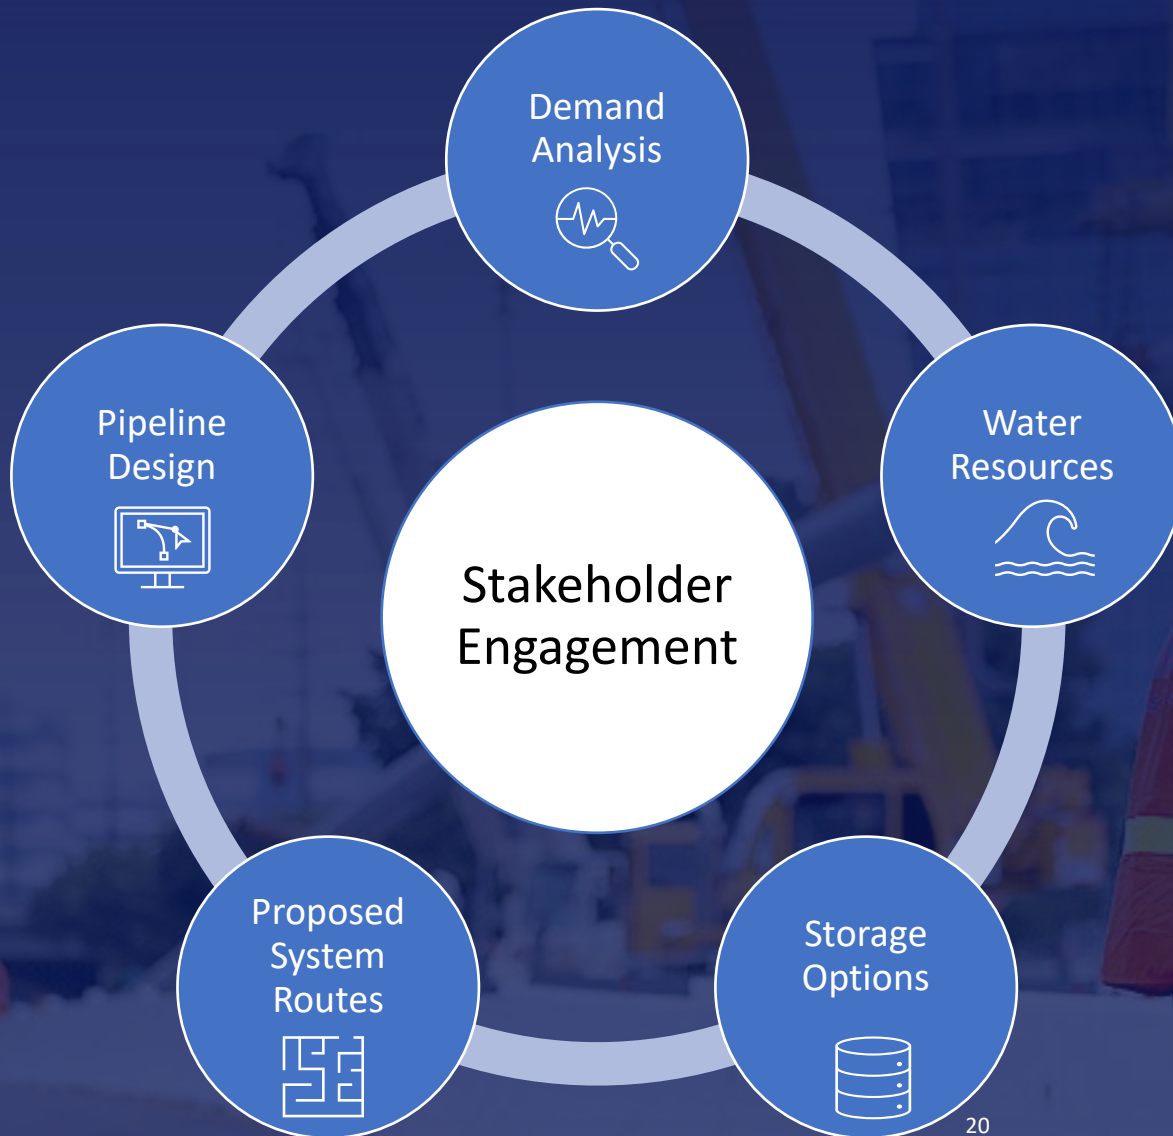 Demand
Analysis
Water
Resources
Storage
Options
Proposed
System
Routes
Pipeline
Design
Stakeholder
Engagement
20